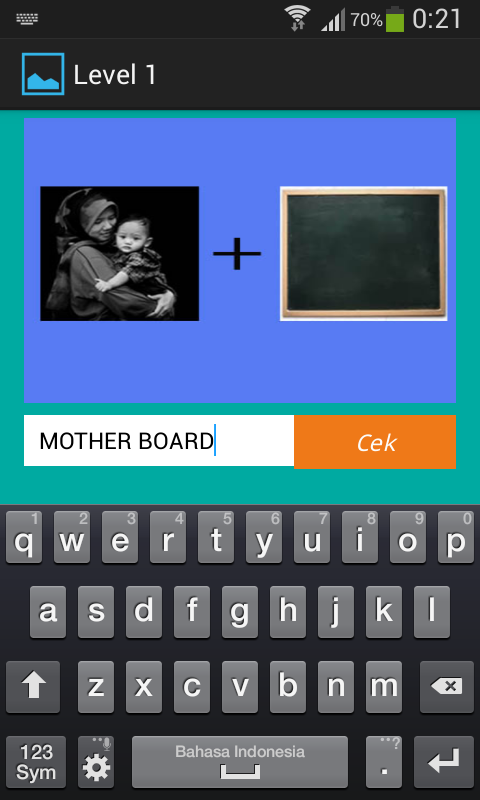 70% 0:21
Level 1
+
MOTHER BOARD Cek
1 2 3 4 5 6 7 8 9 0
q w e r t y u i o p
a s d f g h j k l
z x c v b n m
123 Bahasa Indonesia ?
Sym .